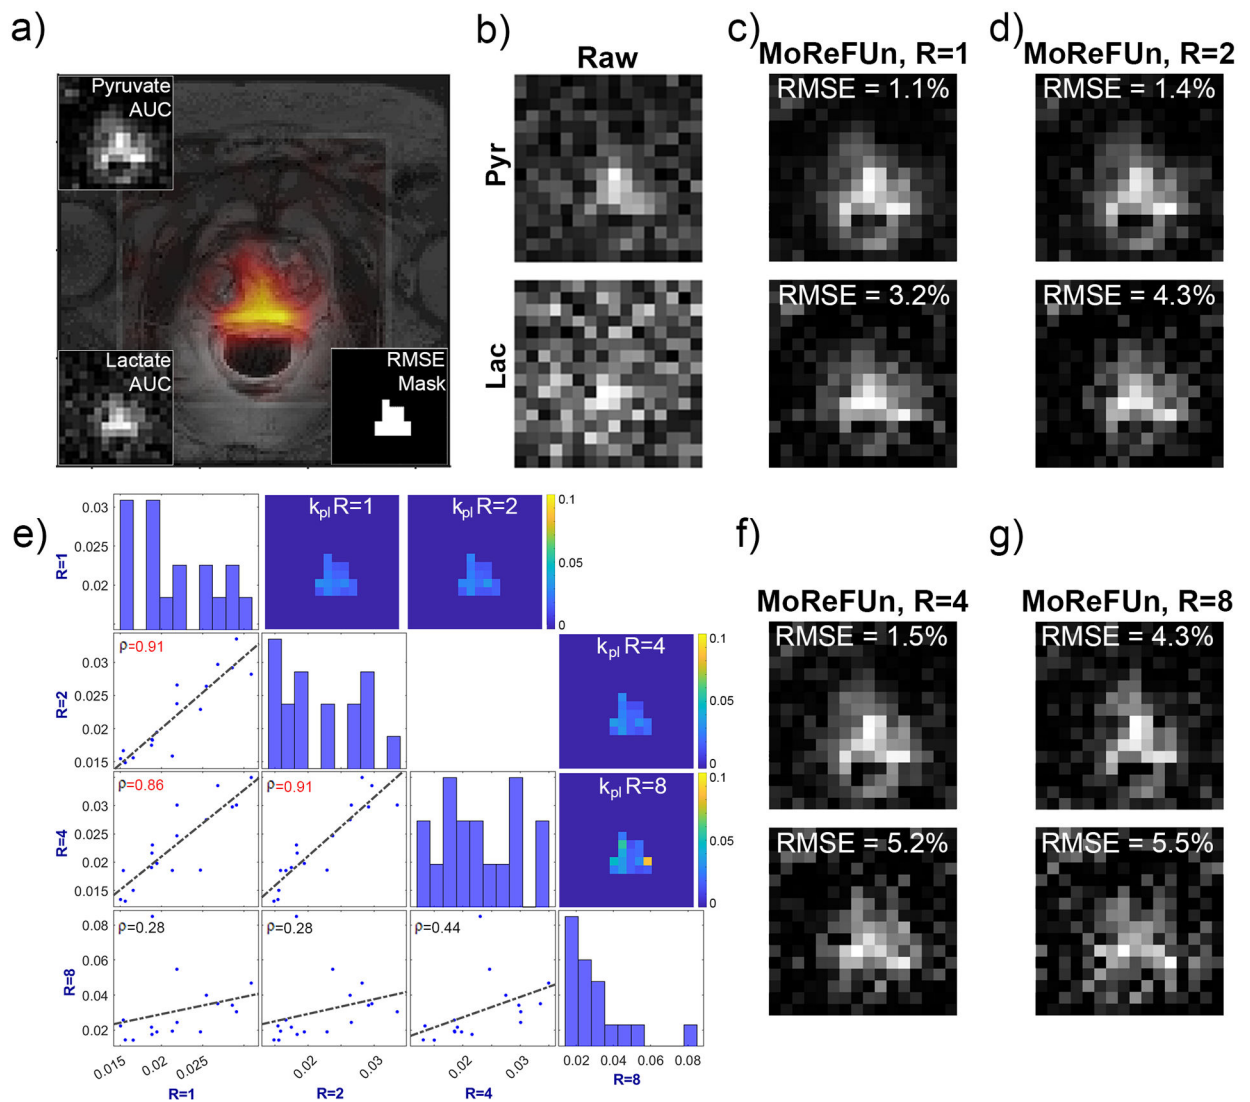 a)
Pyruvate
AUC
Lactate
AUC
RMSE
Mask
b)
Raw
Pyr
Lac
c)
MoReFUn, R=1
RMSE = 1.1%
RMSE = 3.2%
d)
MoReFUn, R=2
RMSE = 1.4%
RMSE = 4.3%
e)
R=1
0.03
0.025
0.02
kpl R=1
kpl R=2
0.1
0.05
0
R=2
0.03
0.025
0.02
0.015
ρ=0.91
kpl R=4
0.1
0.05
0
R=4
0.03
0.025
0.02
0.015
ρ=0.86
ρ=0.91
kpl R=8
0.1
0.05
0
R=8
0.08
0.06
0.04
0.02
ρ=0.28
ρ=0.28
ρ=0.44
0.015
0.02
0.025
0.02
0.03
0.02
0.03
0.02
0.04
0.06
0.08
R=1
R=2
R=4
R=8
f)
MoReFUn, R=4
RMSE = 1.5%
RMSE = 5.2%
g)
MoReFUn, R=8
RMSE = 4.3%
RMSE = 5.5%